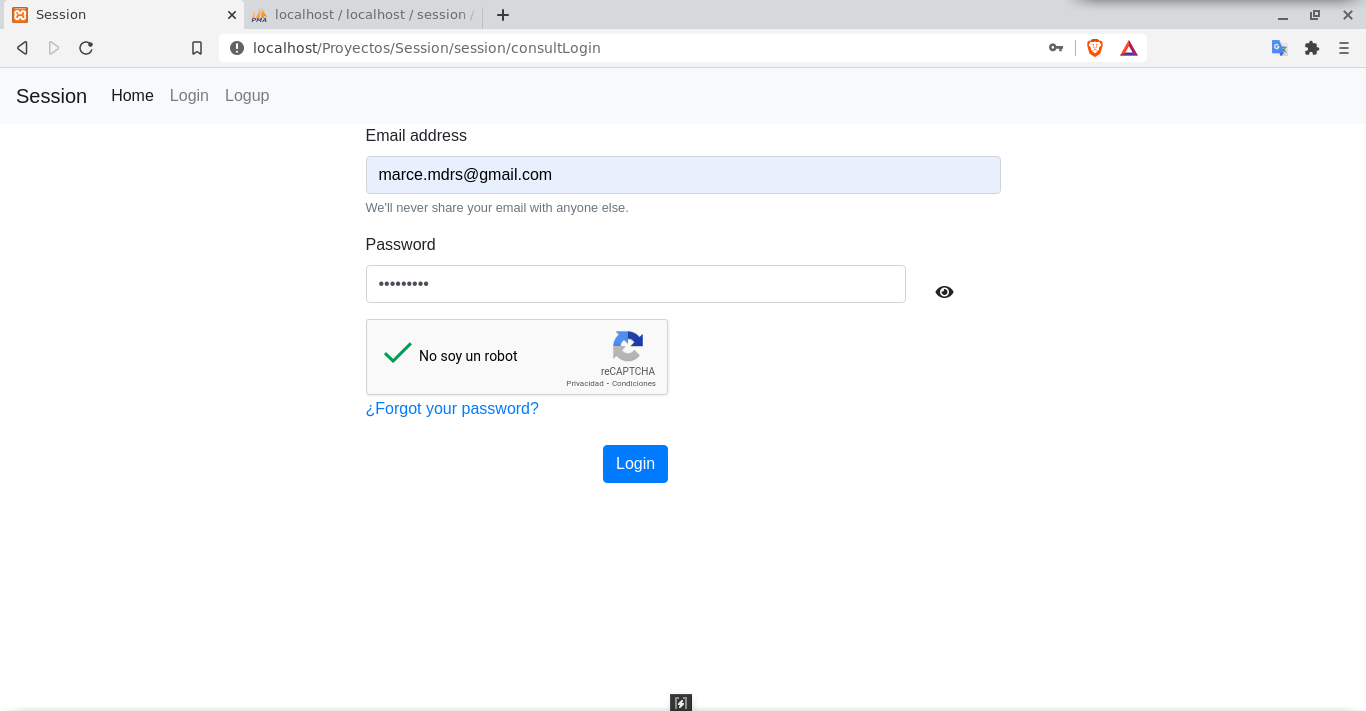 Session
localhost / localhost / session /
localhost/Proyectos/Session/session/consultLogin
Session Home Login Logup
Email address
marce.mdrs@gmail.com
We'll never share your email with anyone else.
Password
•••••••••
No soy un robot
reCAPTCHA
Privacidad - Condiciones
¿Forgot your password?
Login